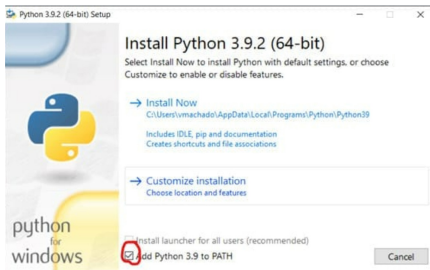 Python 3.9.2 (64-bit) Setup
Install Python 3.9.2 (64-bit)
Select Install Now to install Python with default settings, or choose
Customize to enable or disable features.
→ Install Now
C:\Users\vmachado\AppData\Local\Programs\Python\Python39
Includes IDLE, pip and documentation
Creates shortcuts and file associations
→ Customize installation
Choose location and features
python
for
windows
Install launcher for all users (recommended)
Add Python 3.9 to PATH
Cancel